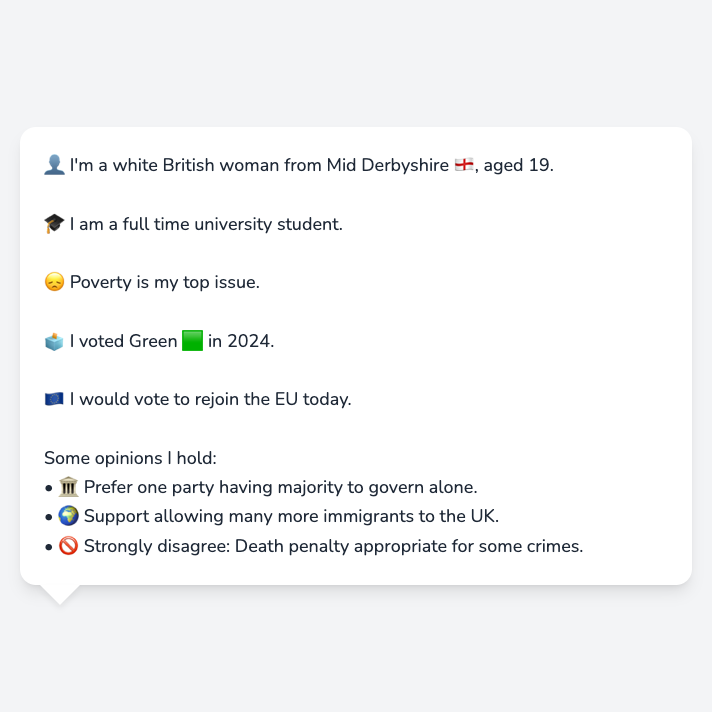 👤 I'm a white British woman from Mid Derbyshire 🏴󠁧󠁢󠁥󠁮󠁧󠁿, aged 19.
🎓 I am a full time university student.
😞 Poverty is my top issue.
🗳️ I voted Green 🟩 in 2024.
🇪🇺 I would vote to rejoin the EU today.
Some opinions I hold:
• 🏛️ Prefer one party having majority to govern alone.
• 🌍 Support allowing many more immigrants to the UK.
• 🚫 Strongly disagree: Death penalty appropriate for some crimes.